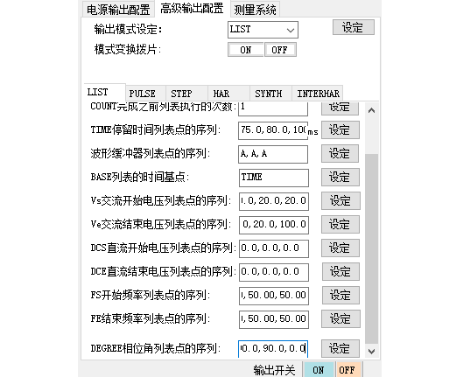 电源输出配置 高级输出配置 测量系统
输出模式设定: LIST 设定
模式变换拨片: ON OFF
LIST PULSE STEP HAR SYNTH INTERHAR
COUNT完成之前列表执行的次数: 1 设定
TIME停留时间列表点的序列: 75.0,80.0,10 ms 设定
波形缓冲器列表点的序列: A,A,A 设定
BASE列表的时间基点: TIME 设定
Vs交流开始电压列表点的序列: .0,20.0,20.0 设定
Ve交流结束电压列表点的序列: 0,20.0,100.0 设定
DCS直流开始电压列表点的序列: 0.0,0.0,0.0 设定
DCE直流结束电压列表点的序列: 0.0,0.0,0.0 设定
FS开始频率列表点的序列: ,50.00,50.00 设定
FE结束频率列表点的序列: ,50.00,50.00 设定
DEGREE相位角列表点的序列: 0.0,90.0,0.0 设定
输出开关 ON OFF